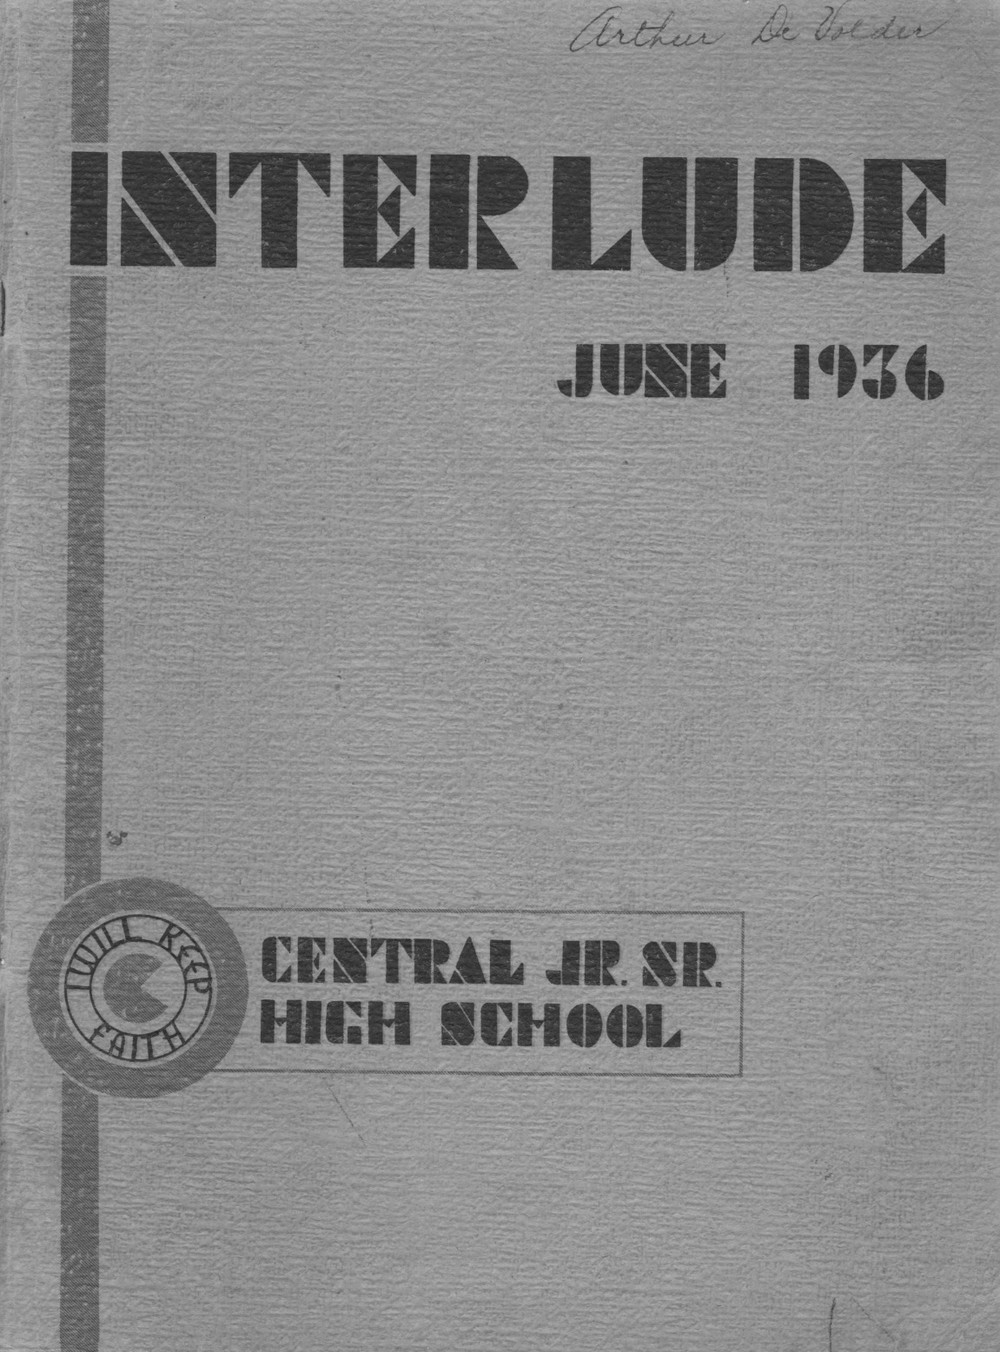 Arthur De Volder
INTERLUDE
JUNE 1936
I WILL KEEP
FAITH
C
CENTRAL JR. SR.
HIGH SCHOOL